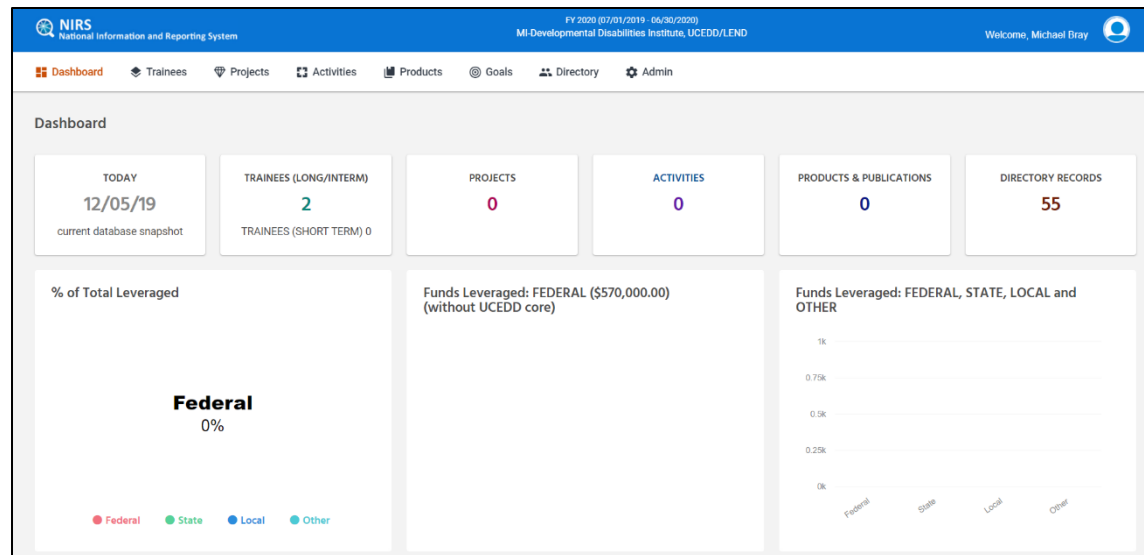 NIRS
National Information and Reporting System
FY 2020 (07/01/2019 - 06/30/2020)
MI-Developmental Disabilities Institute, UCEDD/LEND
Welcome, Michael Bray
Dashboard Trainees Projects Activities Products Goals Directory Admin
Dashboard
TODAY
12/05/19
current database snapshot
TRAINEES (LONG/INTERM)
2
TRAINEES (SHORT TERM) 0
PROJECTS
0
ACTIVITIES
0
PRODUCTS & PUBLICATIONS
0
DIRECTORY RECORDS
55
% of Total Leveraged
Federal
0%
Federal State Local Other
Funds Leveraged: FEDERAL ($570,000.00)
(without UCEDD core)
Funds Leveraged: FEDERAL, STATE, LOCAL and
OTHER
1k
0.75k
0.5k
0.25k
0k
Federal State Local Other